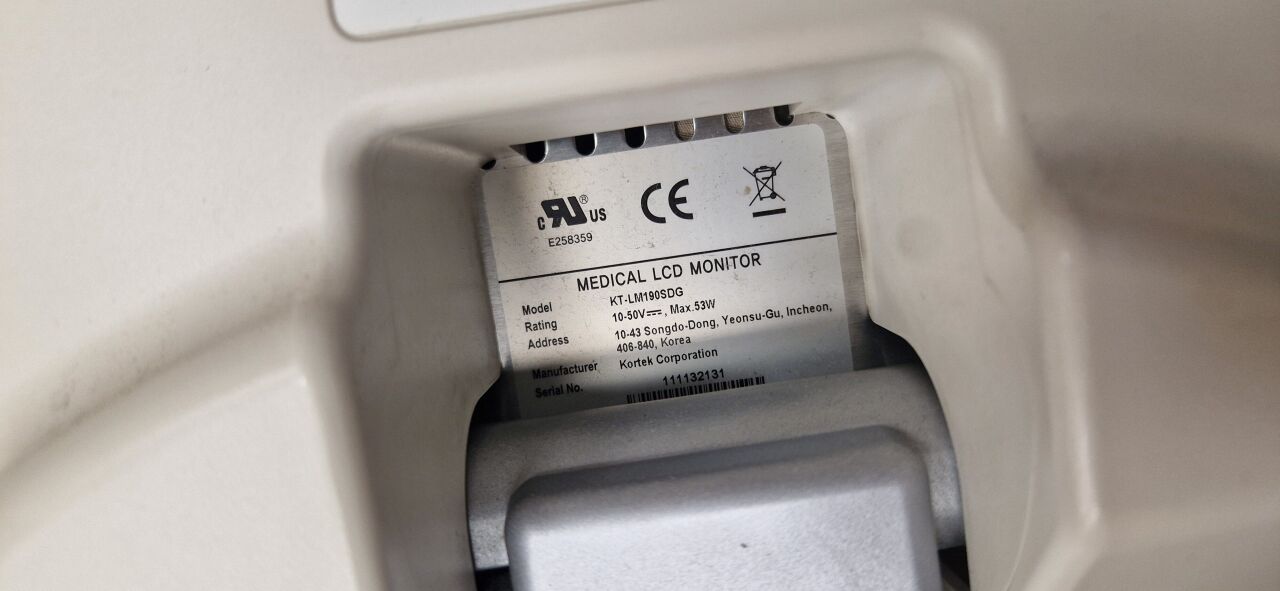 c RU ® US
E258359
CE
MEDICAL LCD MONITOR
Model KT-LM190SDG
Rating 10-50V⎓, Max.53W
Address 10-43 Songdo-Dong, Yeonsu-Gu, Incheon,
406-840, Korea
Manufacturer Kortek Corporation
Serial No. 111132131